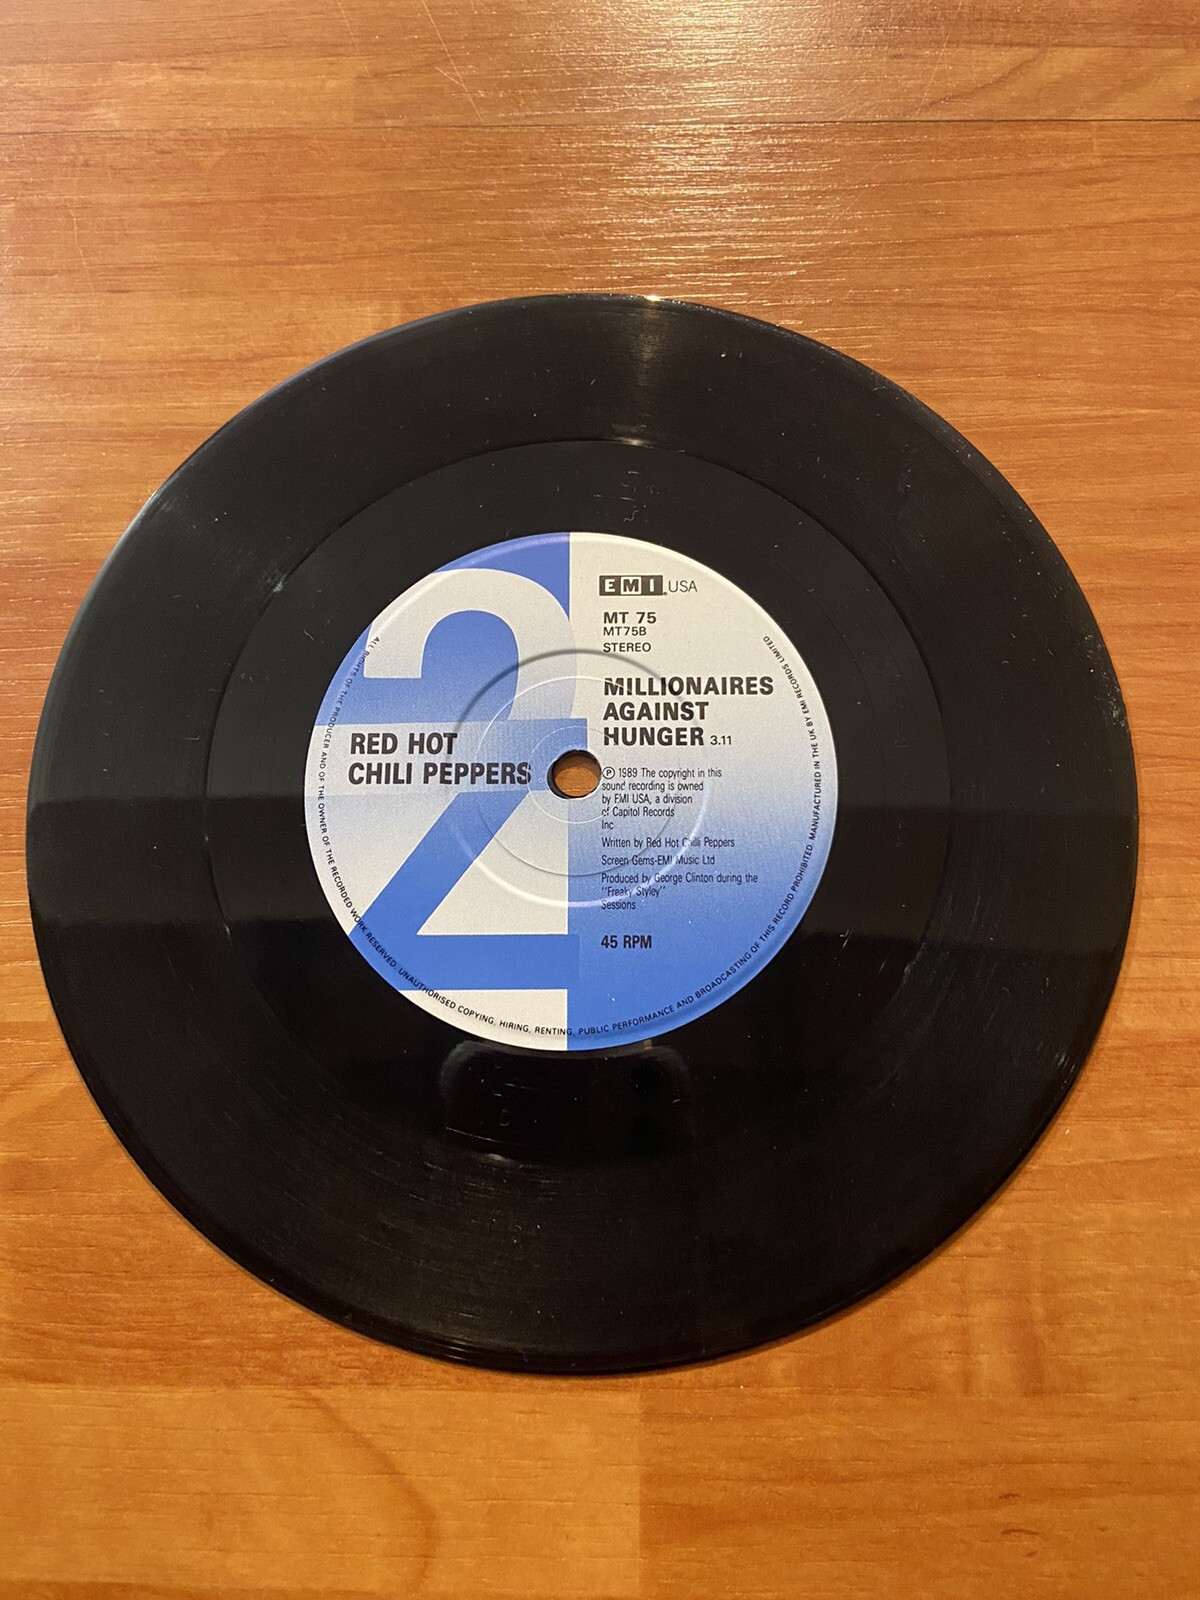 2
EMI USA
MT 75
MT75B
STEREO
MILLIONAIRES
AGAINST
HUNGER 3.11
RED HOT
CHILI PEPPERS
Ⓟ 1989 The copyright in this
sound recording is owned
by EMI USA, a division
of Capitol Records
Inc
Written by Red Hot Chili Peppers
Screen Gems-EMI Music Ltd
Produced by George Clinton during the
"Freaky Styley"
Sessions
45 RPM
ALL RIGHTS OF THE PRODUCER AND OF THE OWNER OF THE RECORDED WORK RESERVED. UNAUTHORISED COPYING, HIRING, RENTING, PUBLIC PERFORMANCE AND BROADCASTING OF THIS RECORD PROHIBITED. MANUFACTURED IN THE UK BY EMI RECORDS LIMITED